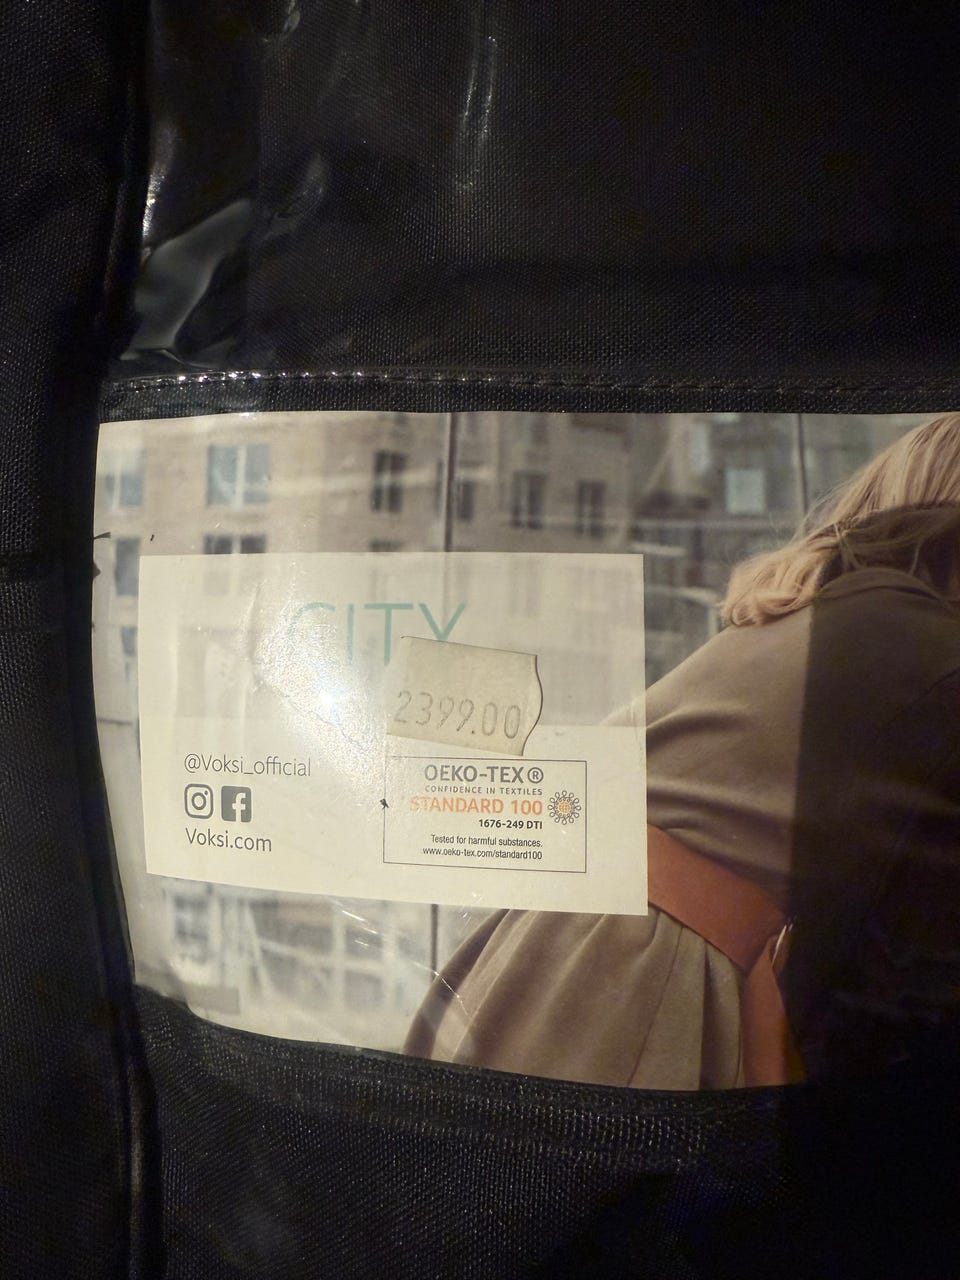 CITY
2399.00
@Voksi_official
Voksi.com
OEKO-TEX®
CONFIDENCE IN TEXTILES
STANDARD 100
1676-249 DTI
Tested for harmful substances.
www.oeko-tex.com/standard100